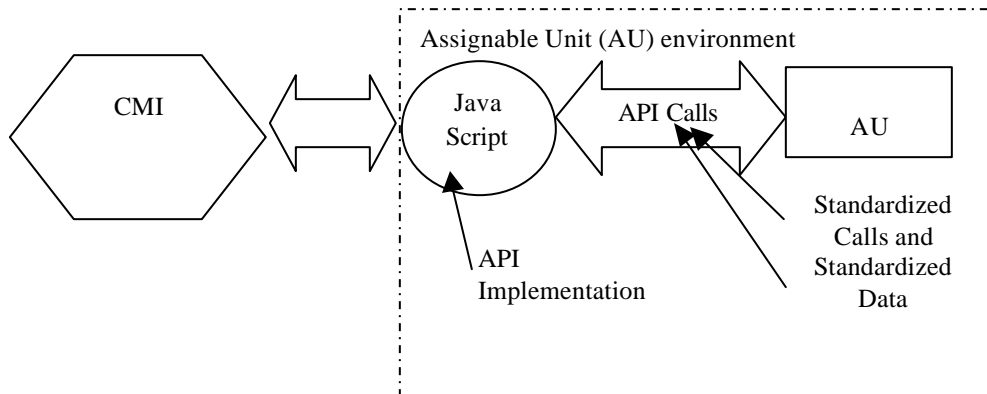 Assignable Unit (AU) environment
CMI
Java
Script
API Calls
AU
API
Implementation
Standardized
Calls and
Standardized
Data